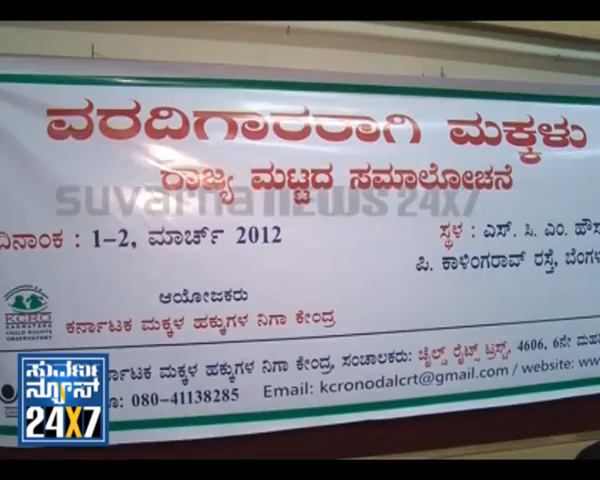 ವರದಿಗಾರರಾಗಿ ಮಕ್ಕಳು
ರಾಜ್ಯ ಮಟ್ಟದ ಸಮಾಲೋಚನೆ
suvarna NEWS 24X7
ದಿನಾಂಕ : 1-2, ಮಾರ್ಚ್ 2012
ಸ್ಥಳ : ಎಸ್. ಸಿ. ಎಂ. ಹೌಸ್
ಪಿ. ಕಾಳಿಂಗರಾವ್ ರಸ್ತೆ, ಬೆಂಗಳ
ಆಯೋಜಕರು
KCRO
KARNATAKA
CHILD RIGHTS
OBSERVATORY
ಕರ್ನಾಟಕ ಮಕ್ಕಳ ಹಕ್ಕುಗಳ ನಿಗಾ ಕೇಂದ್ರ
ರ್ನಾಟಕ ಮಕ್ಕಳ ಹಕ್ಕುಗಳ ನಿಗಾ ಕೇಂದ್ರ, ಸಂಚಾಲಕರು: ಚೈಲ್ಡ್ ರೈಟ್ಸ್ ಟ್ರಸ್ಟ್, 4606, 6ನೇ ಮಹಡಿ
: 080-41138285 Email: kcronodalcrt@gmail.com / website: www
ಸುವರ್ಣ
ನ್ಯೂಸ್
24X7